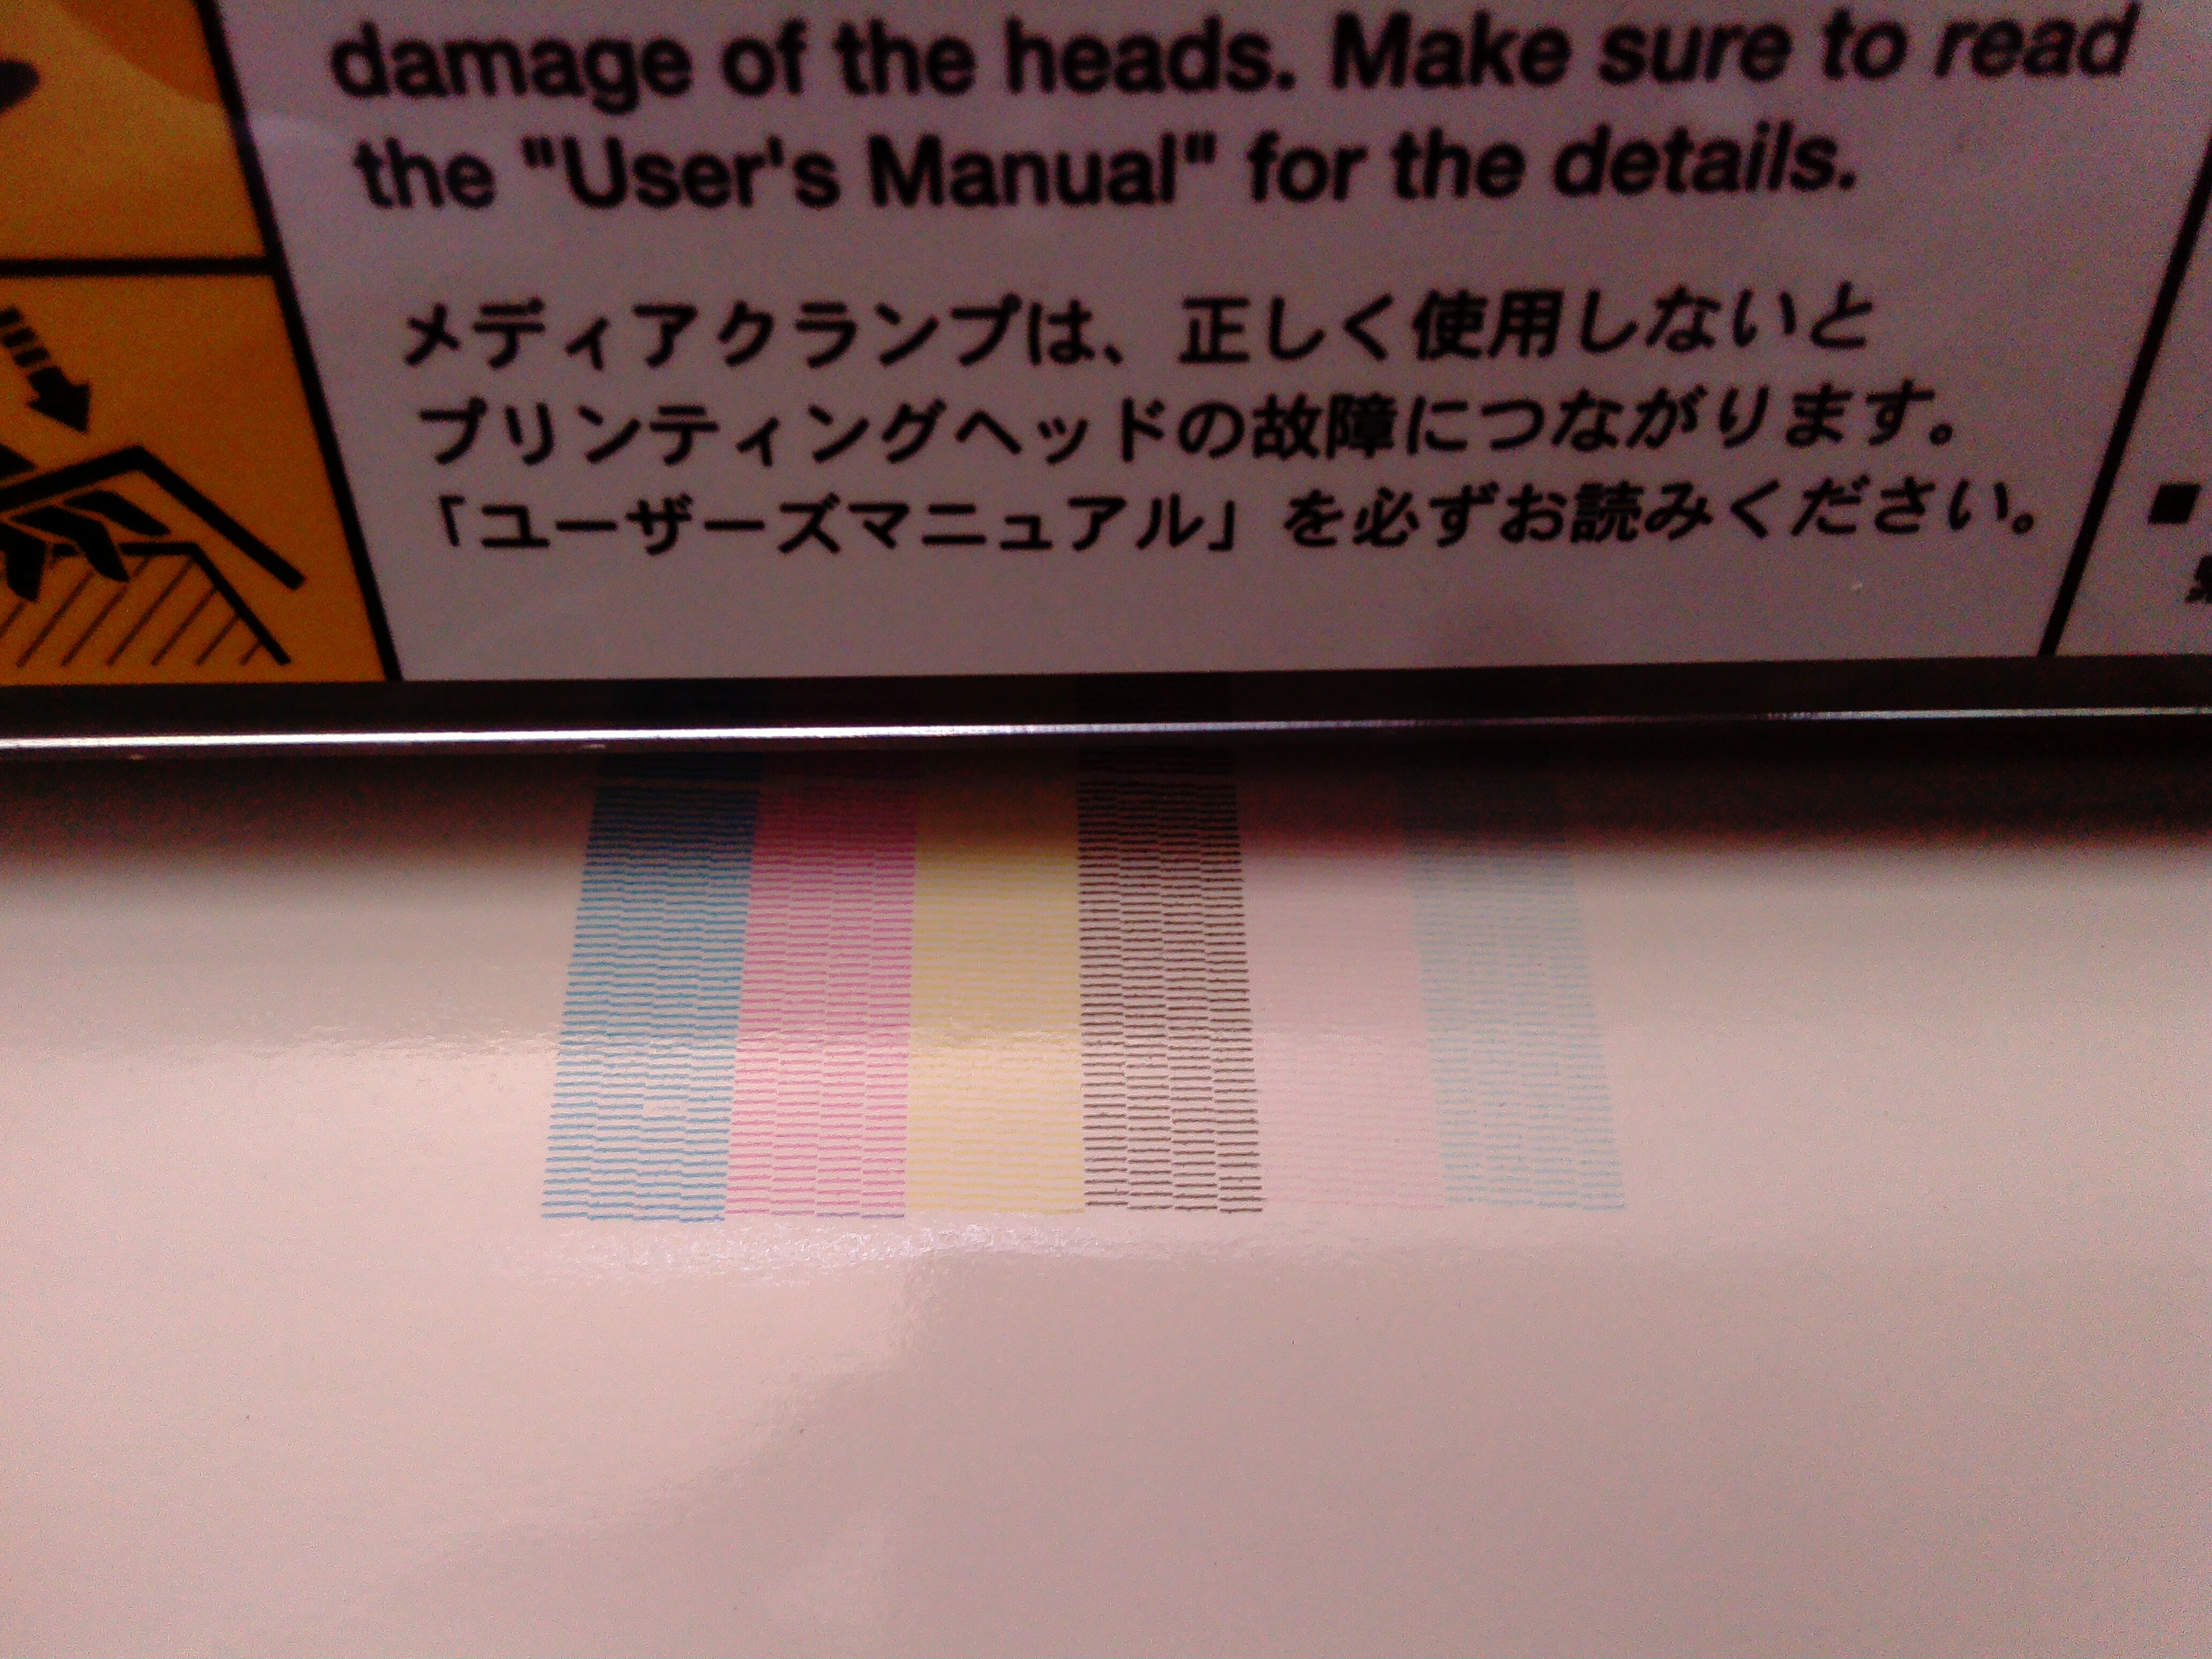 damage of the heads. Make sure to read
the "User's Manual" for the details.
メディアクランプは、正しく使用しないと
プリンティングヘッドの故障につながります。
「ユーザーズマニュアル」を必ずお読みください。
■